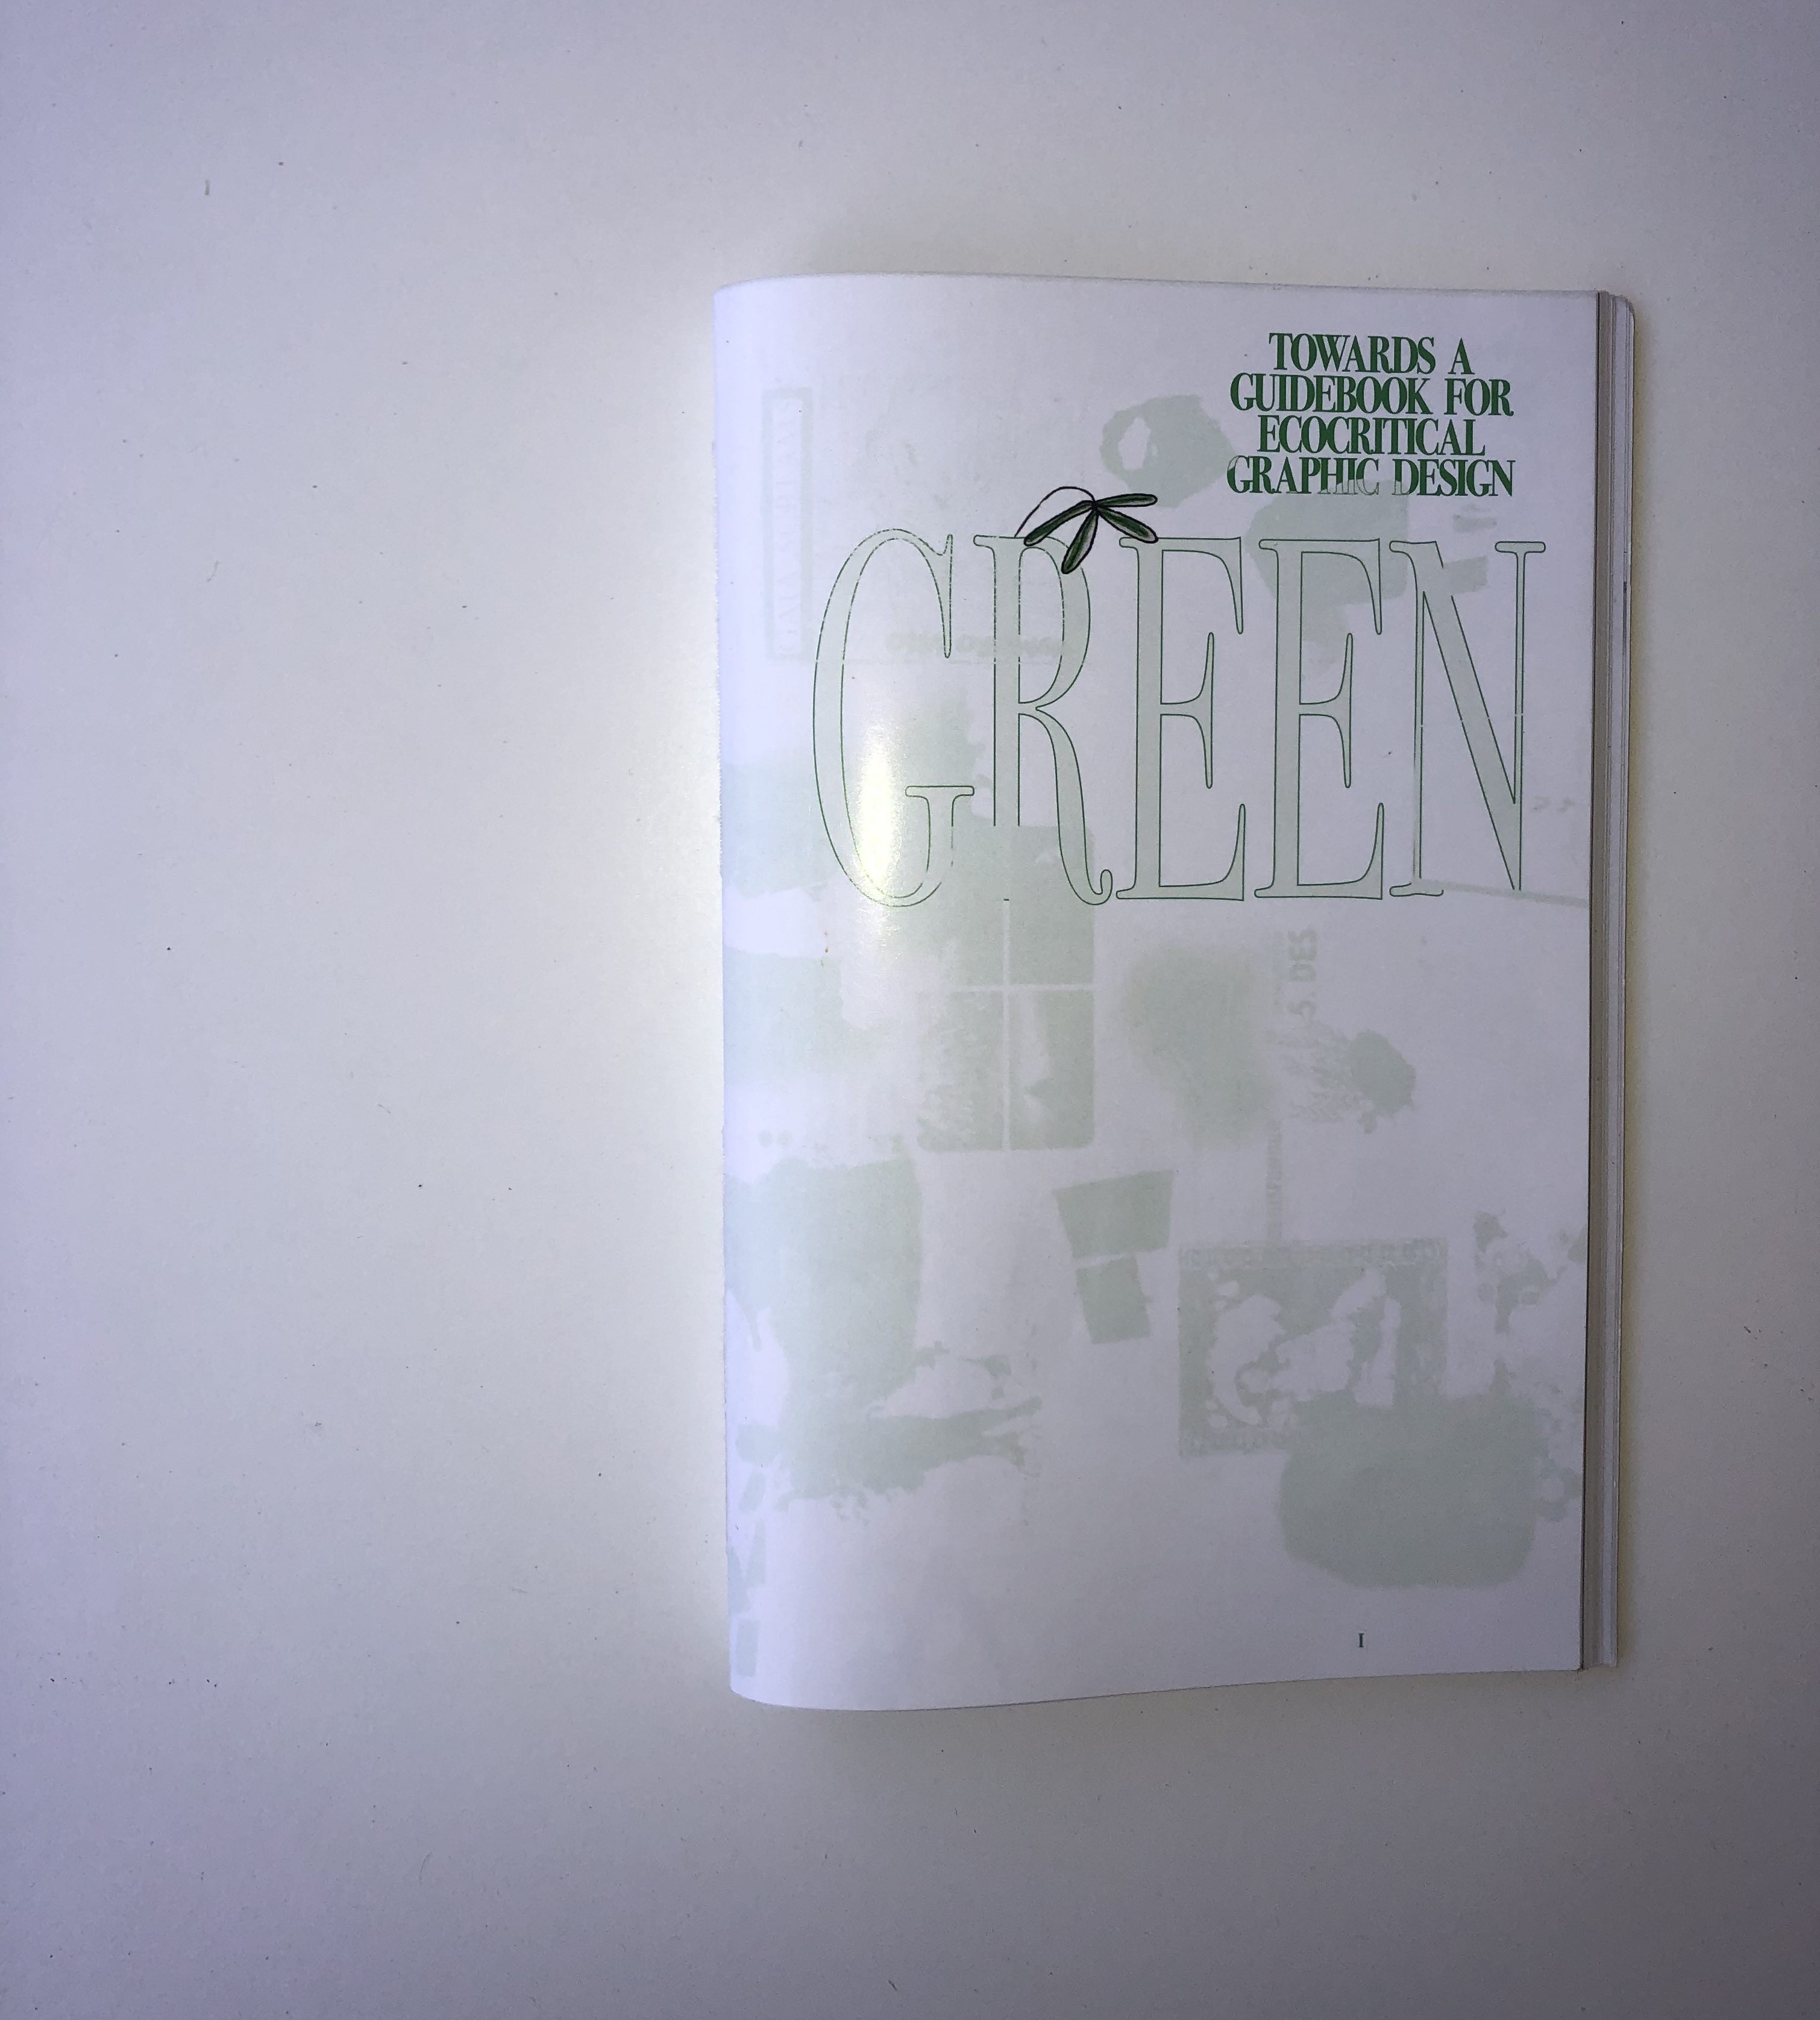 TOWARDS A
GUIDEBOOK FOR
ECOCRITICAL
GRAPHIC DESIGN
GREEN
I